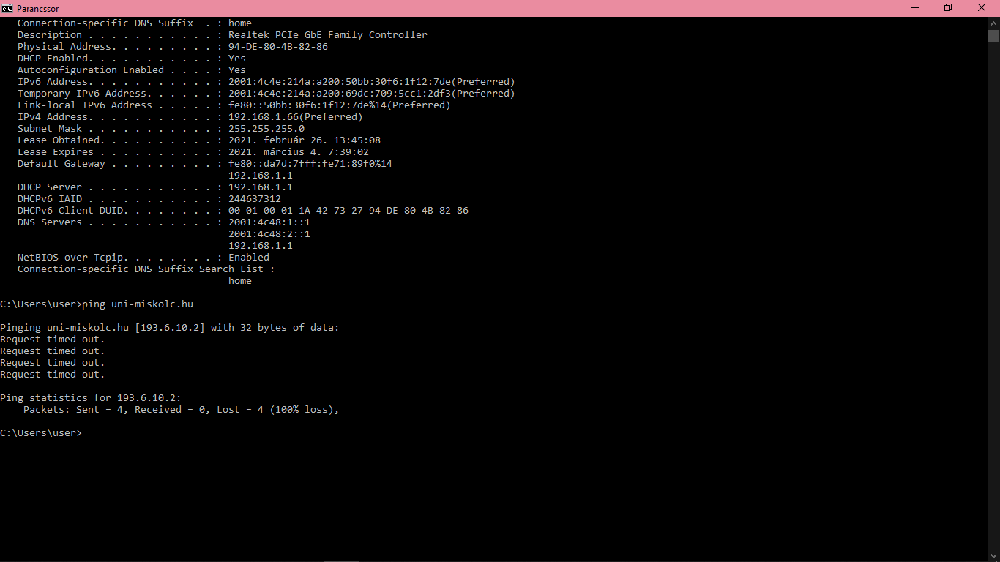 Parancssor
Connection-specific DNS Suffix  . : home
Description . . . . . . . . . . . : Realtek PCIe GbE Family Controller
Physical Address. . . . . . . . . : 94-DE-80-4B-82-86
DHCP Enabled. . . . . . . . . . . : Yes
Autoconfiguration Enabled . . . . : Yes
IPv6 Address. . . . . . . . . . . : 2001:4c4e:214a:a200:50bb:30f6:1f12:7de(Preferred)
Temporary IPv6 Address. . . . . . : 2001:4c4e:214a:a200:69dc:709:5cc1:2df3(Preferred)
Link-local IPv6 Address . . . . . : fe80::50bb:30f6:1f12:7de%14(Preferred)
IPv4 Address. . . . . . . . . . . : 192.168.1.66(Preferred)
Subnet Mask . . . . . . . . . . . : 255.255.255.0
Lease Obtained. . . . . . . . . . : 2021. február 26. 13:45:08
Lease Expires . . . . . . . . . . : 2021. március 4. 7:39:02
Default Gateway . . . . . . . . . : fe80::da7d:7fff:fe71:89f0%14
192.168.1.1
DHCP Server . . . . . . . . . . . : 192.168.1.1
DHCPv6 IAID . . . . . . . . . . . : 244637312
DHCPv6 Client DUID. . . . . . . . : 00-01-00-01-1A-42-73-27-94-DE-80-4B-82-86
DNS Servers . . . . . . . . . . . : 2001:4c48:1::1
2001:4c48:2::1
192.168.1.1
NetBIOS over Tcpip. . . . . . . . : Enabled
Connection-specific DNS Suffix Search List :
home
C:\Users\user>ping uni-miskolc.hu
Pinging uni-miskolc.hu [193.6.10.2] with 32 bytes of data:
Request timed out.
Request timed out.
Request timed out.
Request timed out.
Ping statistics for 193.6.10.2:
Packets: Sent = 4, Received = 0, Lost = 4 (100% loss),
C:\Users\user>